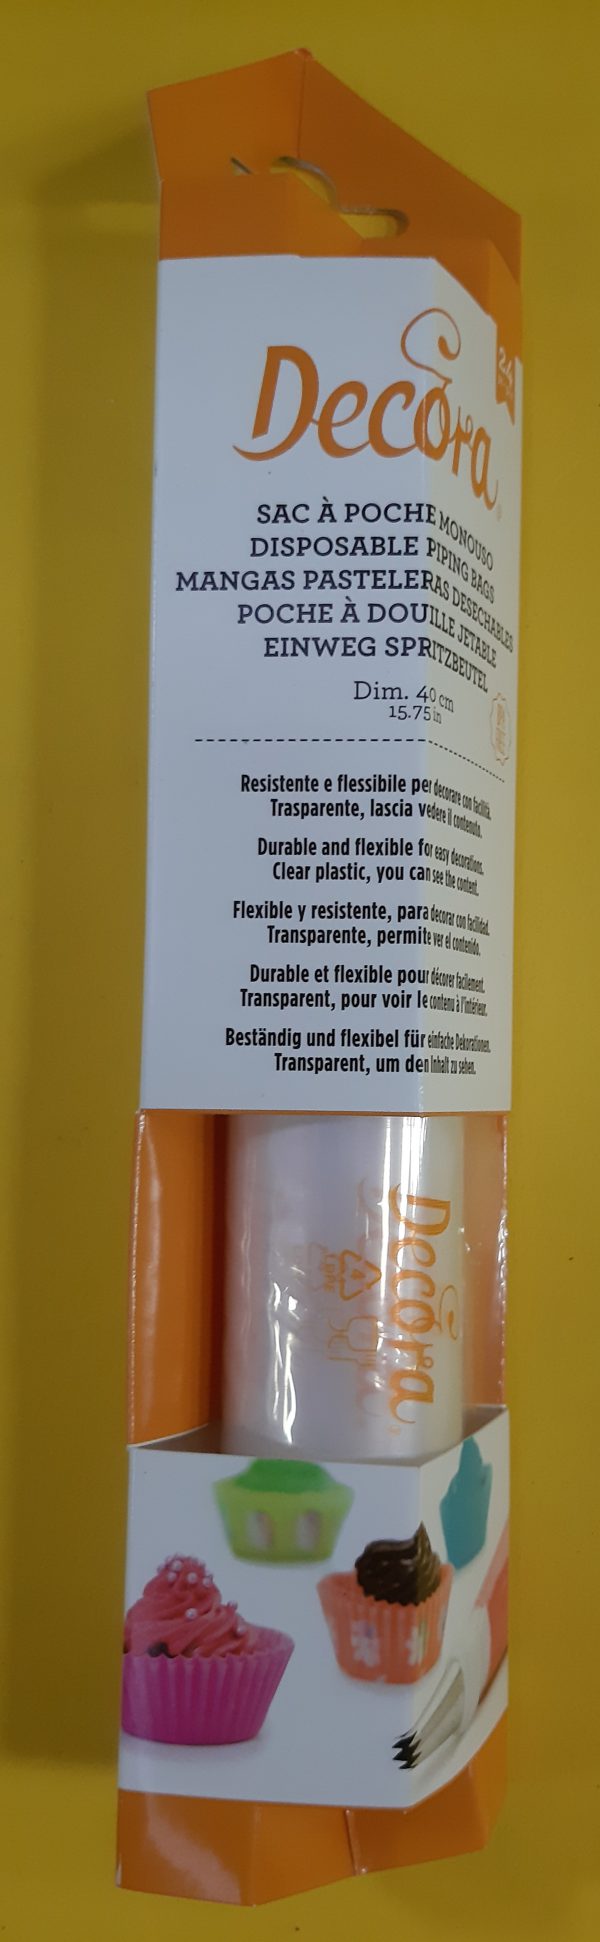 Decora
24
SAC À POCHE MONOUSO
DISPOSABLE PIPING BAGS
MANGAS PASTELERAS DESECHABLES
POCHE À DOUILLE JETABLE
EINWEG SPRITZBEUTEL
Dim. 40 cm
15.75 in
Resistente e flessibile per decorare con facilità.
Trasparente, lascia vedere il contenuto.
Durable and flexible for easy decorations.
Clear plastic, you can see the content.
Flexible y resistente, para decorar con facilidad.
Transparente, permite ver el contenido.
Durable et flexible pour décorer facilement.
Transparent, pour voir le contenu à l'intérieur.
Beständig und flexibel für einfache Dekorationen.
Transparent, um den Inhalt zu sehen.
Decora
4